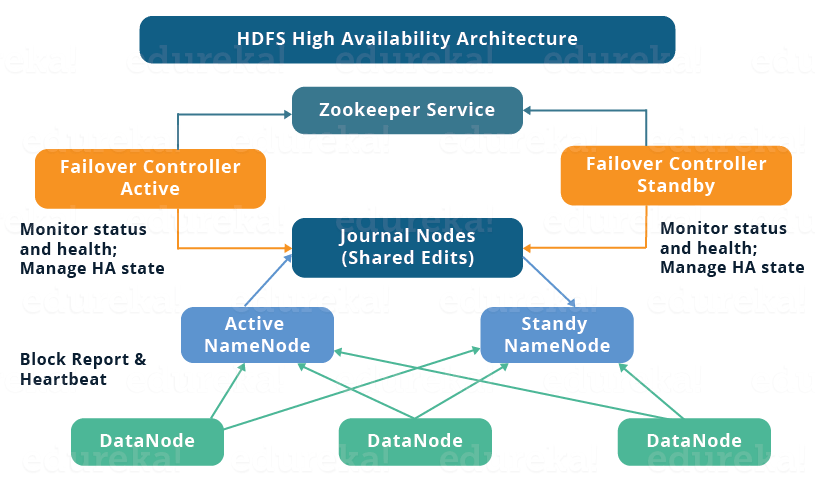 HDFS High Availability Architecture
edureka!
Zookeeper Service
Failover Controller
Active
Failover Controller
Standby
Monitor status
and health;
Manage HA state
Journal Nodes
(Shared Edits)
Monitor status
and health;
Manage HA state
Active
NameNode
Standy
NameNode
Block Report &
Heartbeat
DataNode
DataNode
DataNode